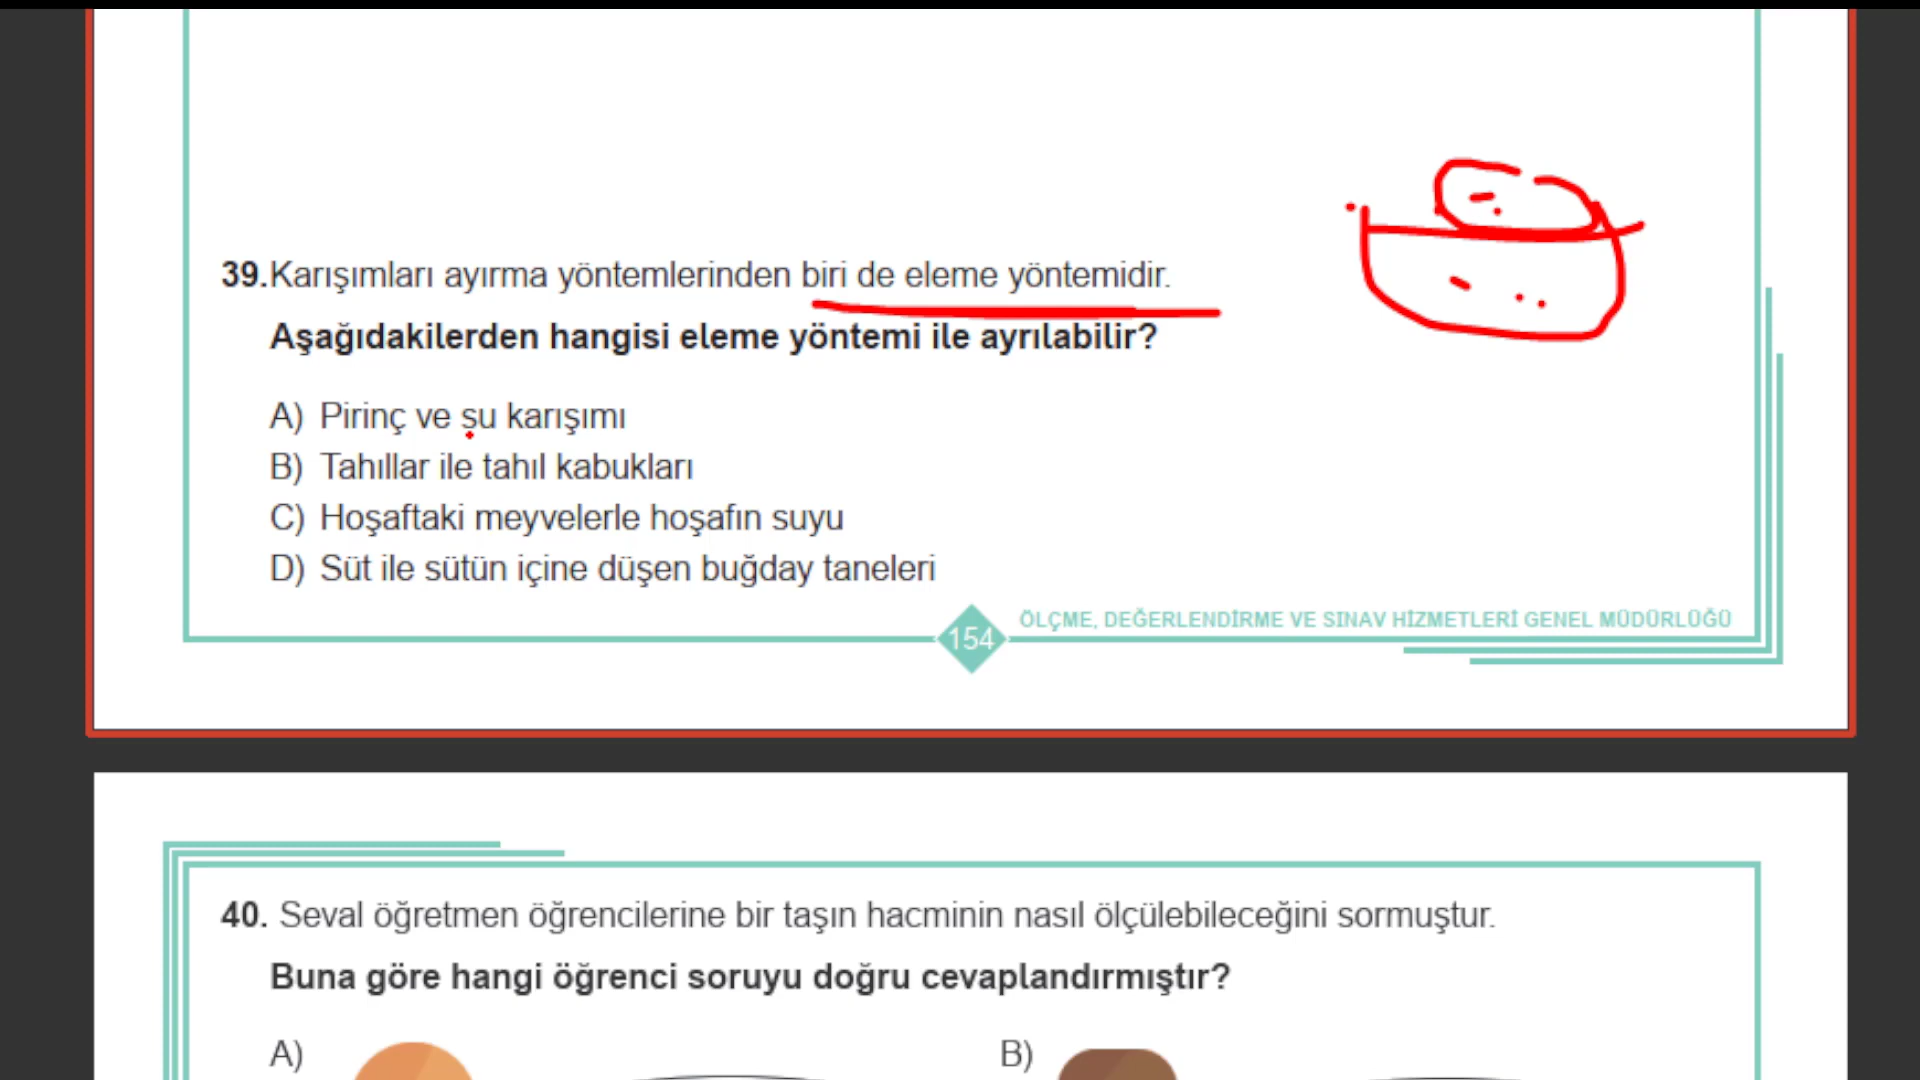 39.Karışımları ayırma yöntemlerinden biri de eleme yöntemidir.
Aşağıdakilerden hangisi eleme yöntemi ile ayrılabilir?
A) Pirinç ve su karışımı
B) Tahıllar ile tahıl kabukları
C) Hoşaftaki meyvelerle hoşafın suyu
D) Süt ile sütün içine düşen buğday taneleri
ÖLÇME, DEĞERLENDİRME VE SINAV HİZMETLERİ GENEL MÜDÜRLÜĞÜ
154
40. Seval öğretmen öğrencilerine bir taşın hacminin nasıl ölçülebileceğini sormuştur.
Buna göre hangi öğrenci soruyu doğru cevaplandırmıştır?
A)
B)